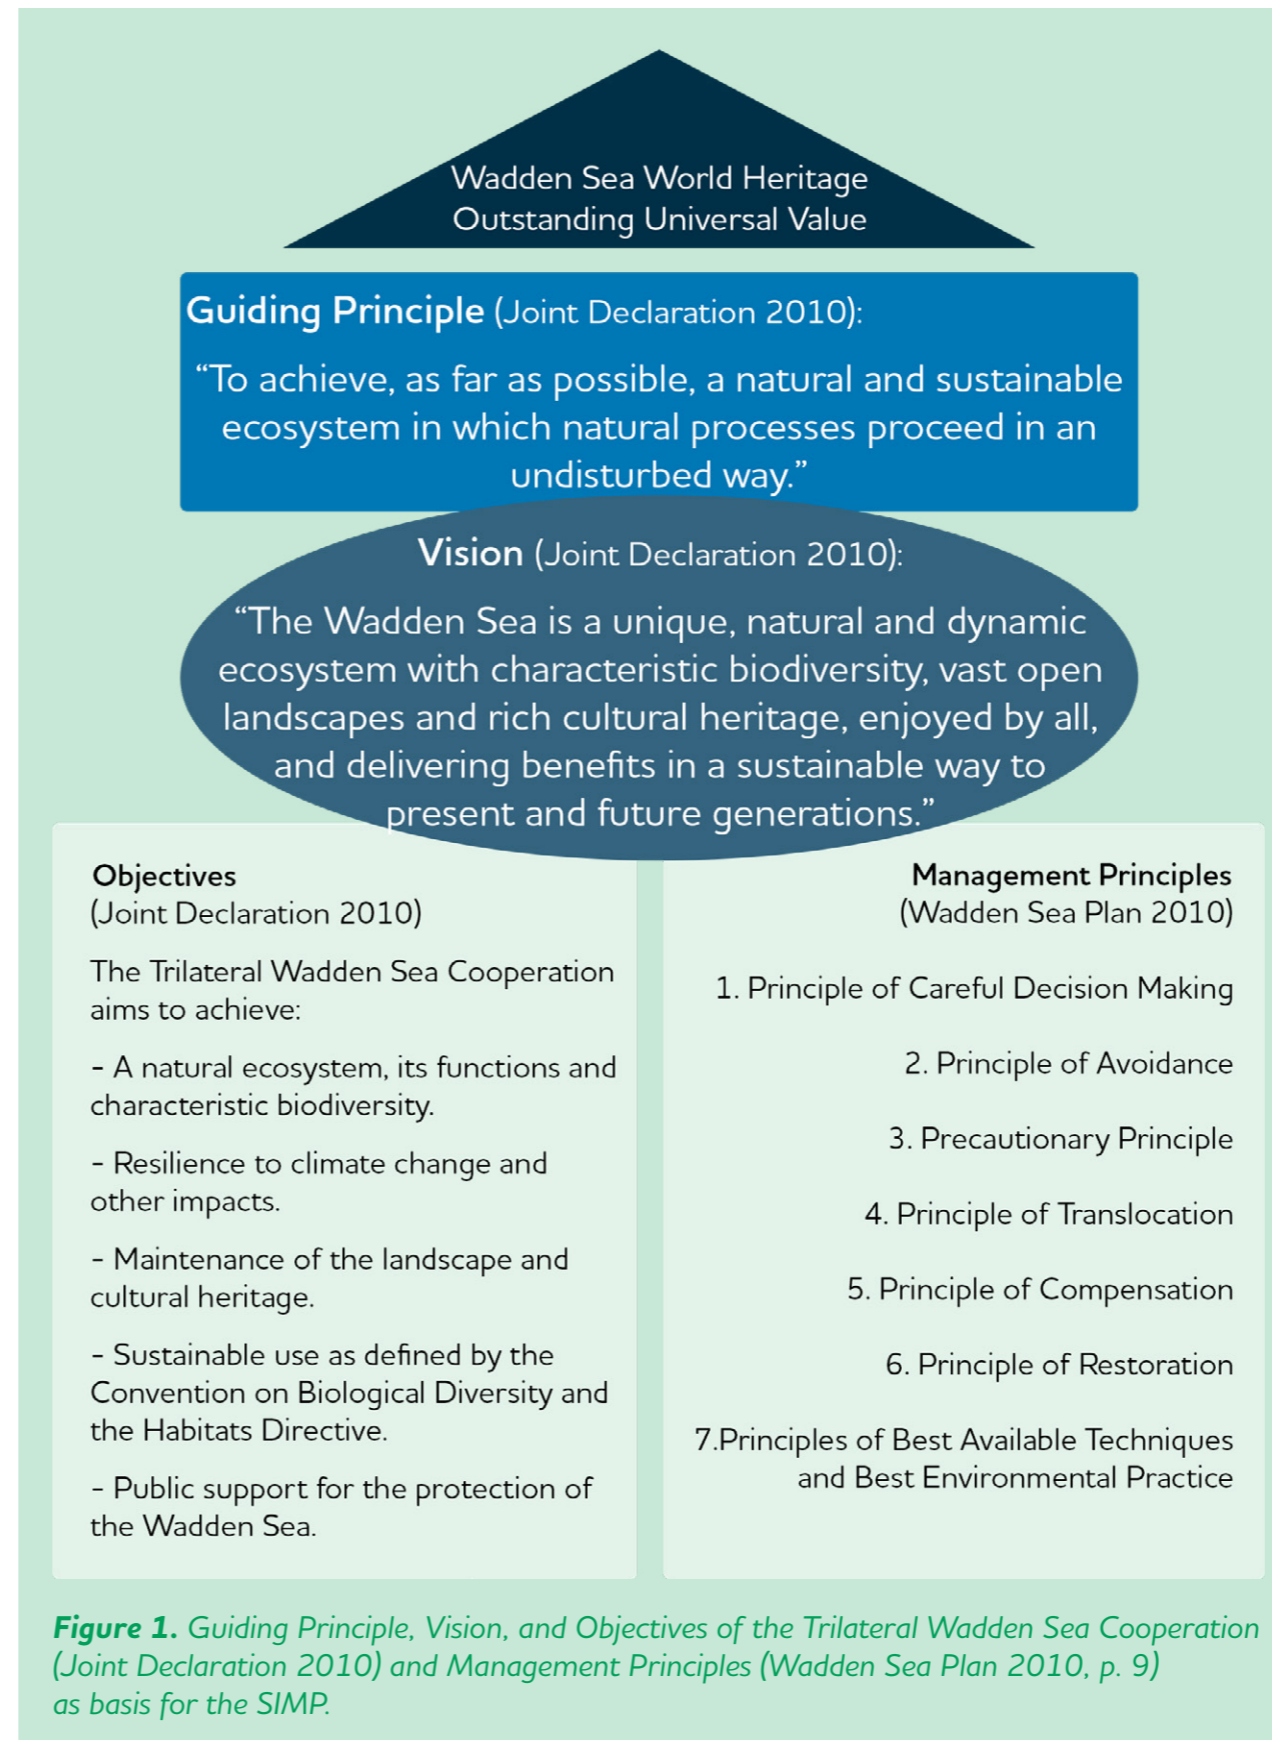 Wadden Sea World Heritage
Outstanding Universal Value
Guiding Principle (Joint Declaration 2010):
“To achieve, as far as possible, a natural and sustainable
ecosystem in which natural processes proceed in an
undisturbed way.”
Vision (Joint Declaration 2010):
“The Wadden Sea is a unique, natural and dynamic
ecosystem with characteristic biodiversity, vast open
landscapes and rich cultural heritage, enjoyed by all,
and delivering benefits in a sustainable way to
present and future generations.”
Objectives
(Joint Declaration 2010)
The Trilateral Wadden Sea Cooperation
aims to achieve:
- A natural ecosystem, its functions and
characteristic biodiversity.
- Resilience to climate change and
other impacts.
- Maintenance of the landscape and
cultural heritage.
- Sustainable use as defined by the
Convention on Biological Diversity and
the Habitats Directive.
- Public support for the protection of
the Wadden Sea.
Management Principles
(Wadden Sea Plan 2010)
1. Principle of Careful Decision Making
2. Principle of Avoidance
3. Precautionary Principle
4. Principle of Translocation
5. Principle of Compensation
6. Principle of Restoration
7.Principles of Best Available Techniques
and Best Environmental Practice
Figure 1. Guiding Principle, Vision, and Objectives of the Trilateral Wadden Sea Cooperation
(Joint Declaration 2010) and Management Principles (Wadden Sea Plan 2010, p. 9)
as basis for the SIMP.